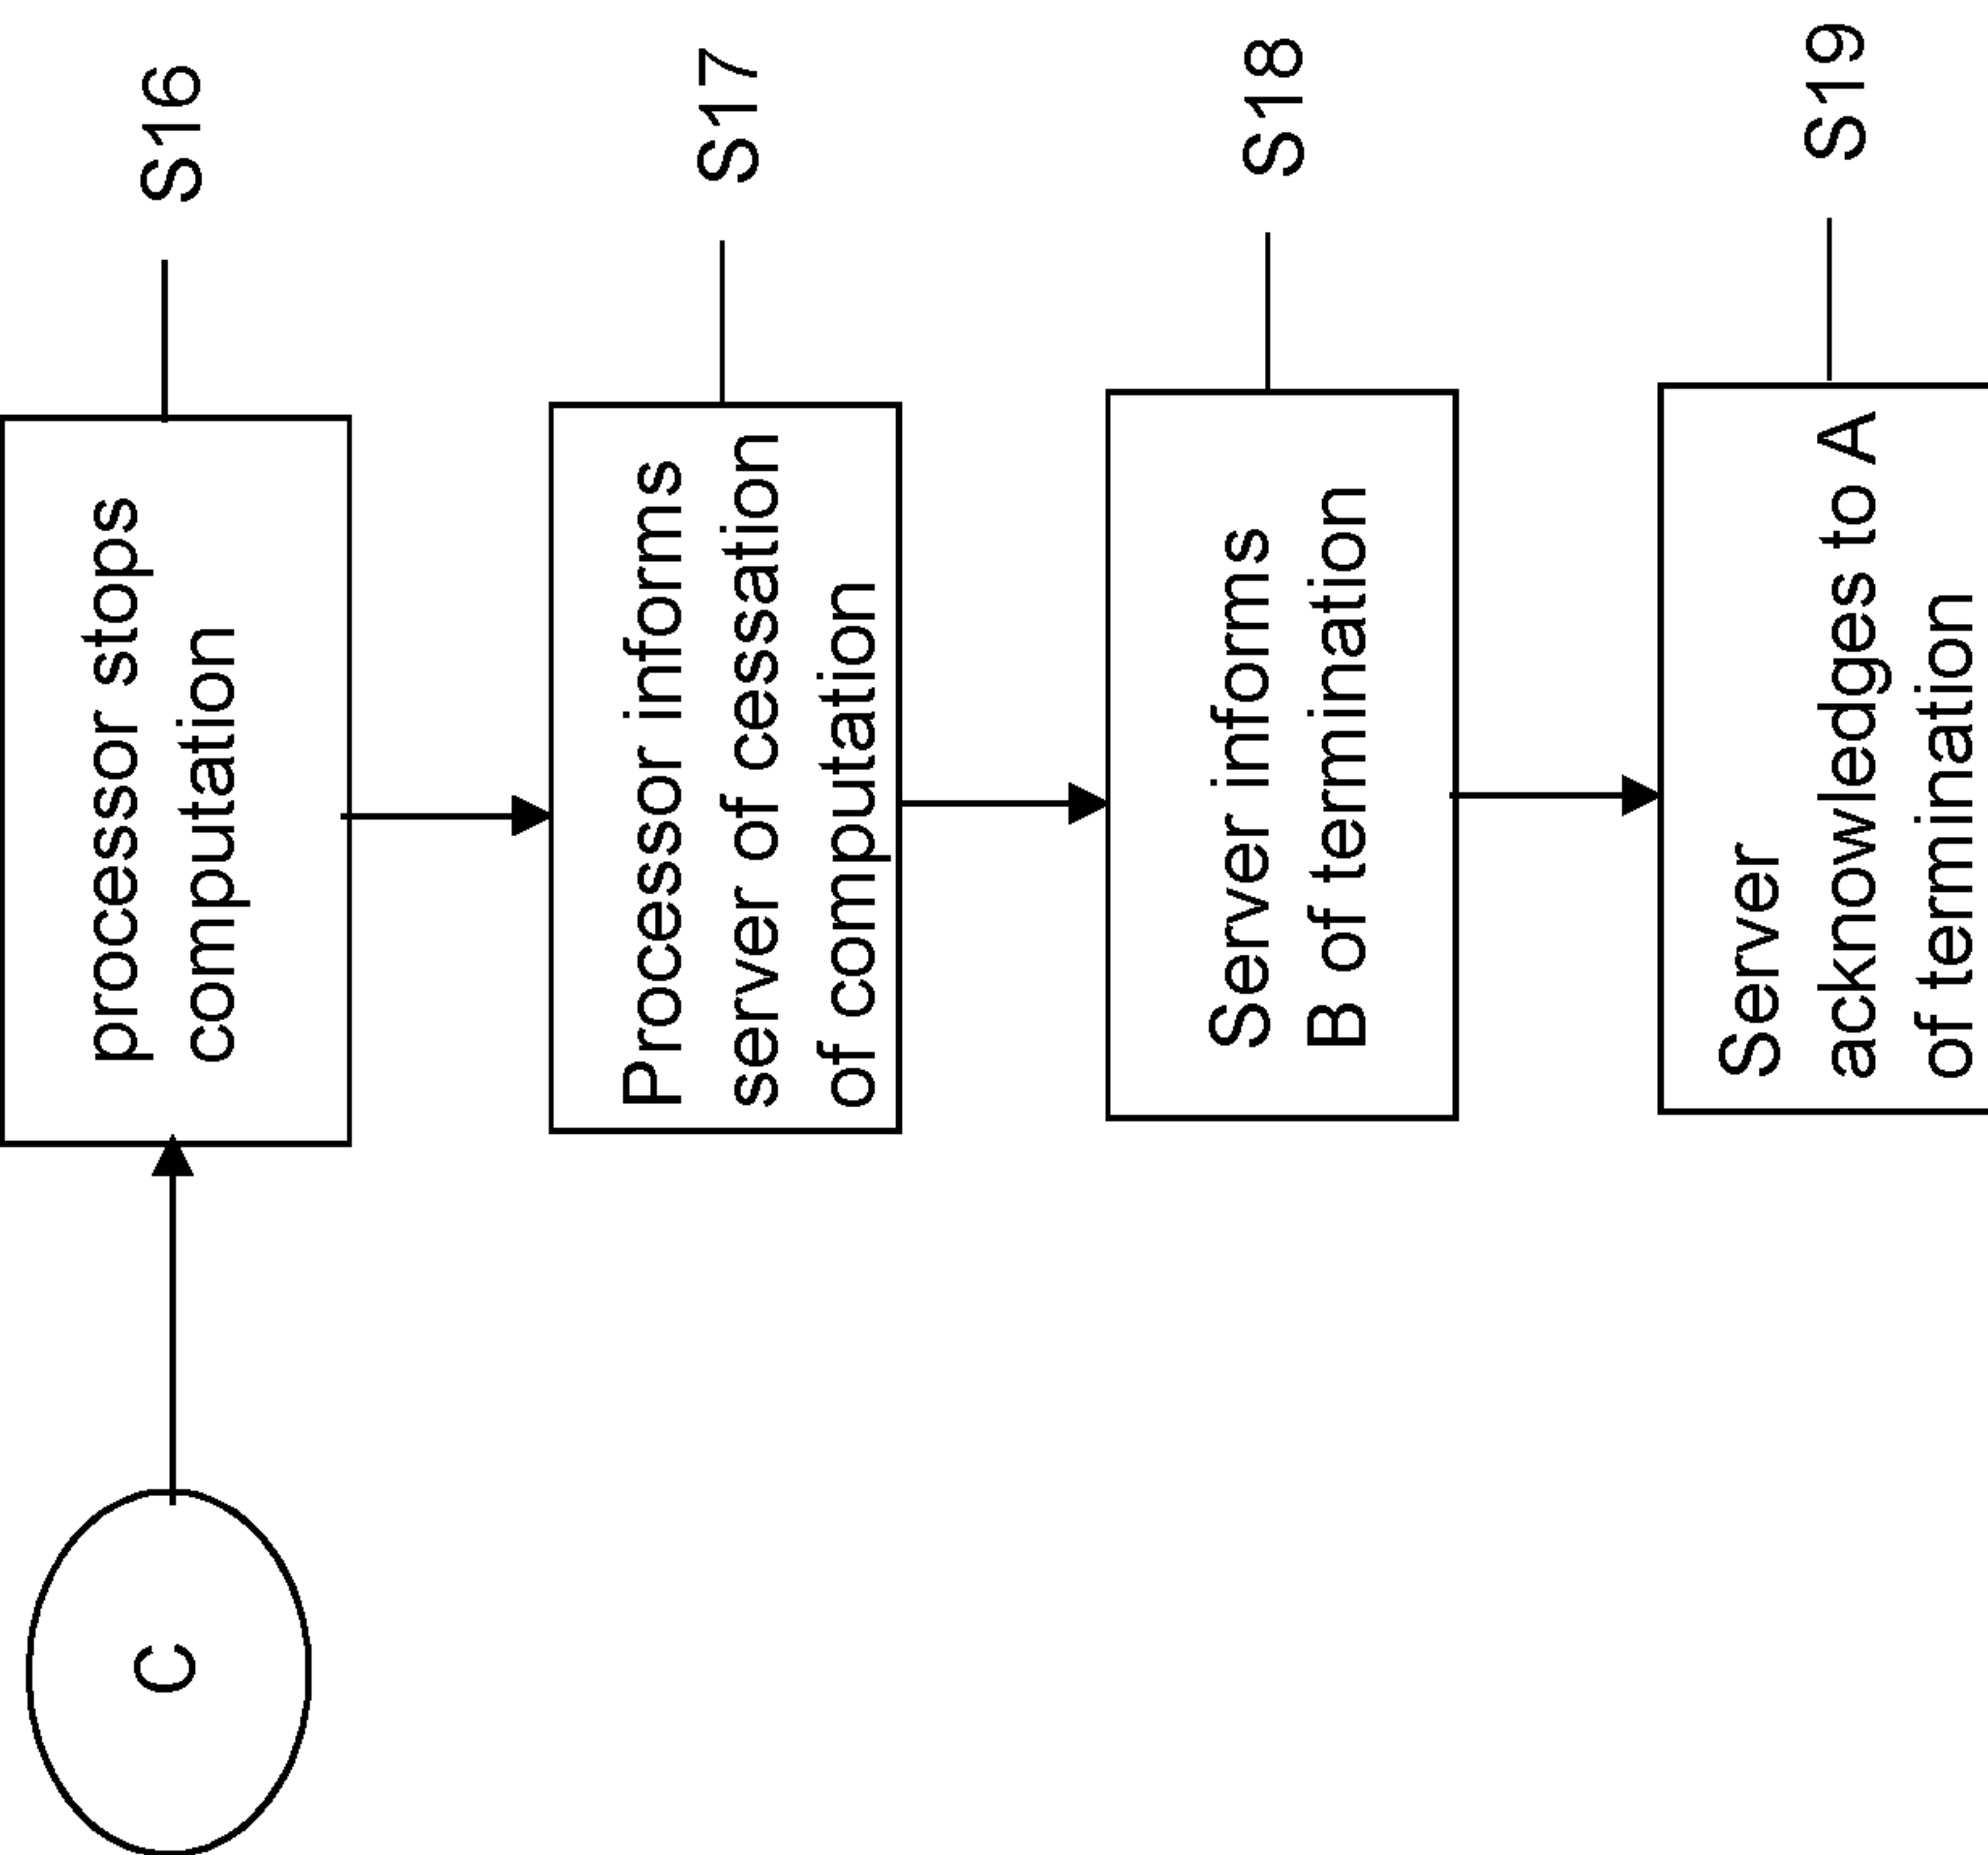 C
processor stops
computation
S16
Processor informs
server of cessation
of computation
S17
Server informs
B of termination
S18
Server
acknowledges to A
of termination
S19